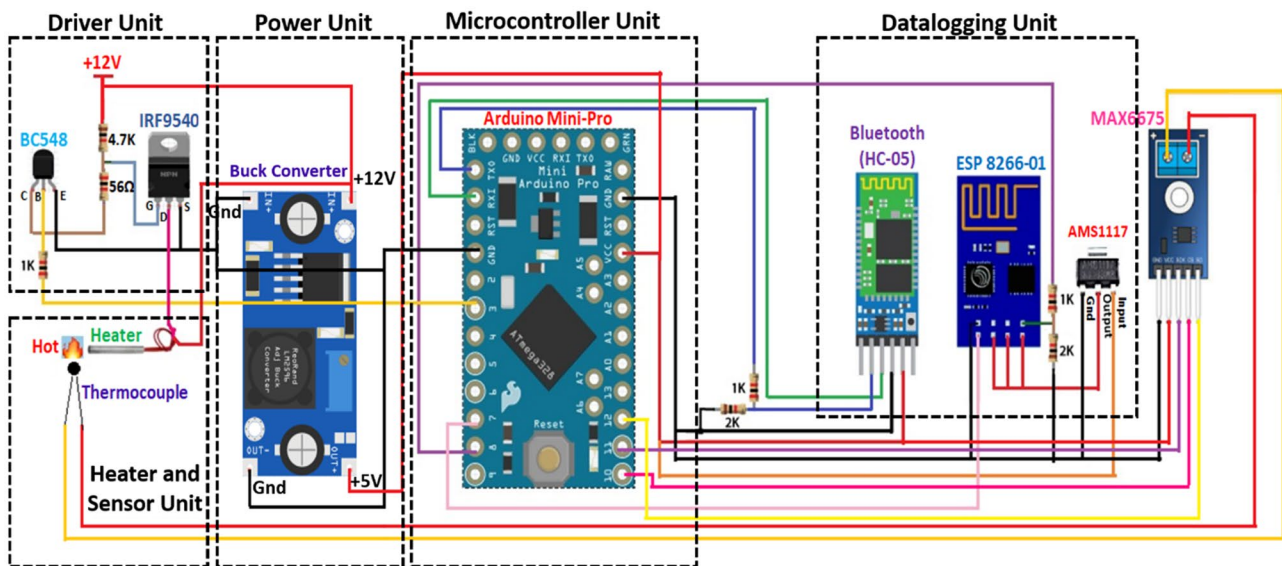 Driver Unit
Power Unit
Microcontroller Unit
Datalogging Unit
+12V
BC548
4.7K
IRF9540
56Ω
C
B
E
G
D
S
1K
Buck Converter
+12V
Gnd
IN+
Arduino Mini-Pro
BLK
GND
VCC
RXI
TXO
GRN
TXO
RXI
RST
GND
2
3
4
5
6
7
8
9
RAW
GND
RST
VCC
A3
A2
A1
A0
13
12
11
10
A5
A4
A7
A6
Mini
Arduino Pro
ATmega328
Reset
Bluetooth
(HC-05)
ESP 8266-01
AMS1117
MAX6675
+
-
GND
VCC
SCK
CS
SO
1K
2K
Gnd
Output
Input
1K
2K
Hot
Heater
Thermocouple
Heater and
Sensor Unit
LM2596
Adj Buck
Converter
OUT-
OUT+
Gnd
+5V